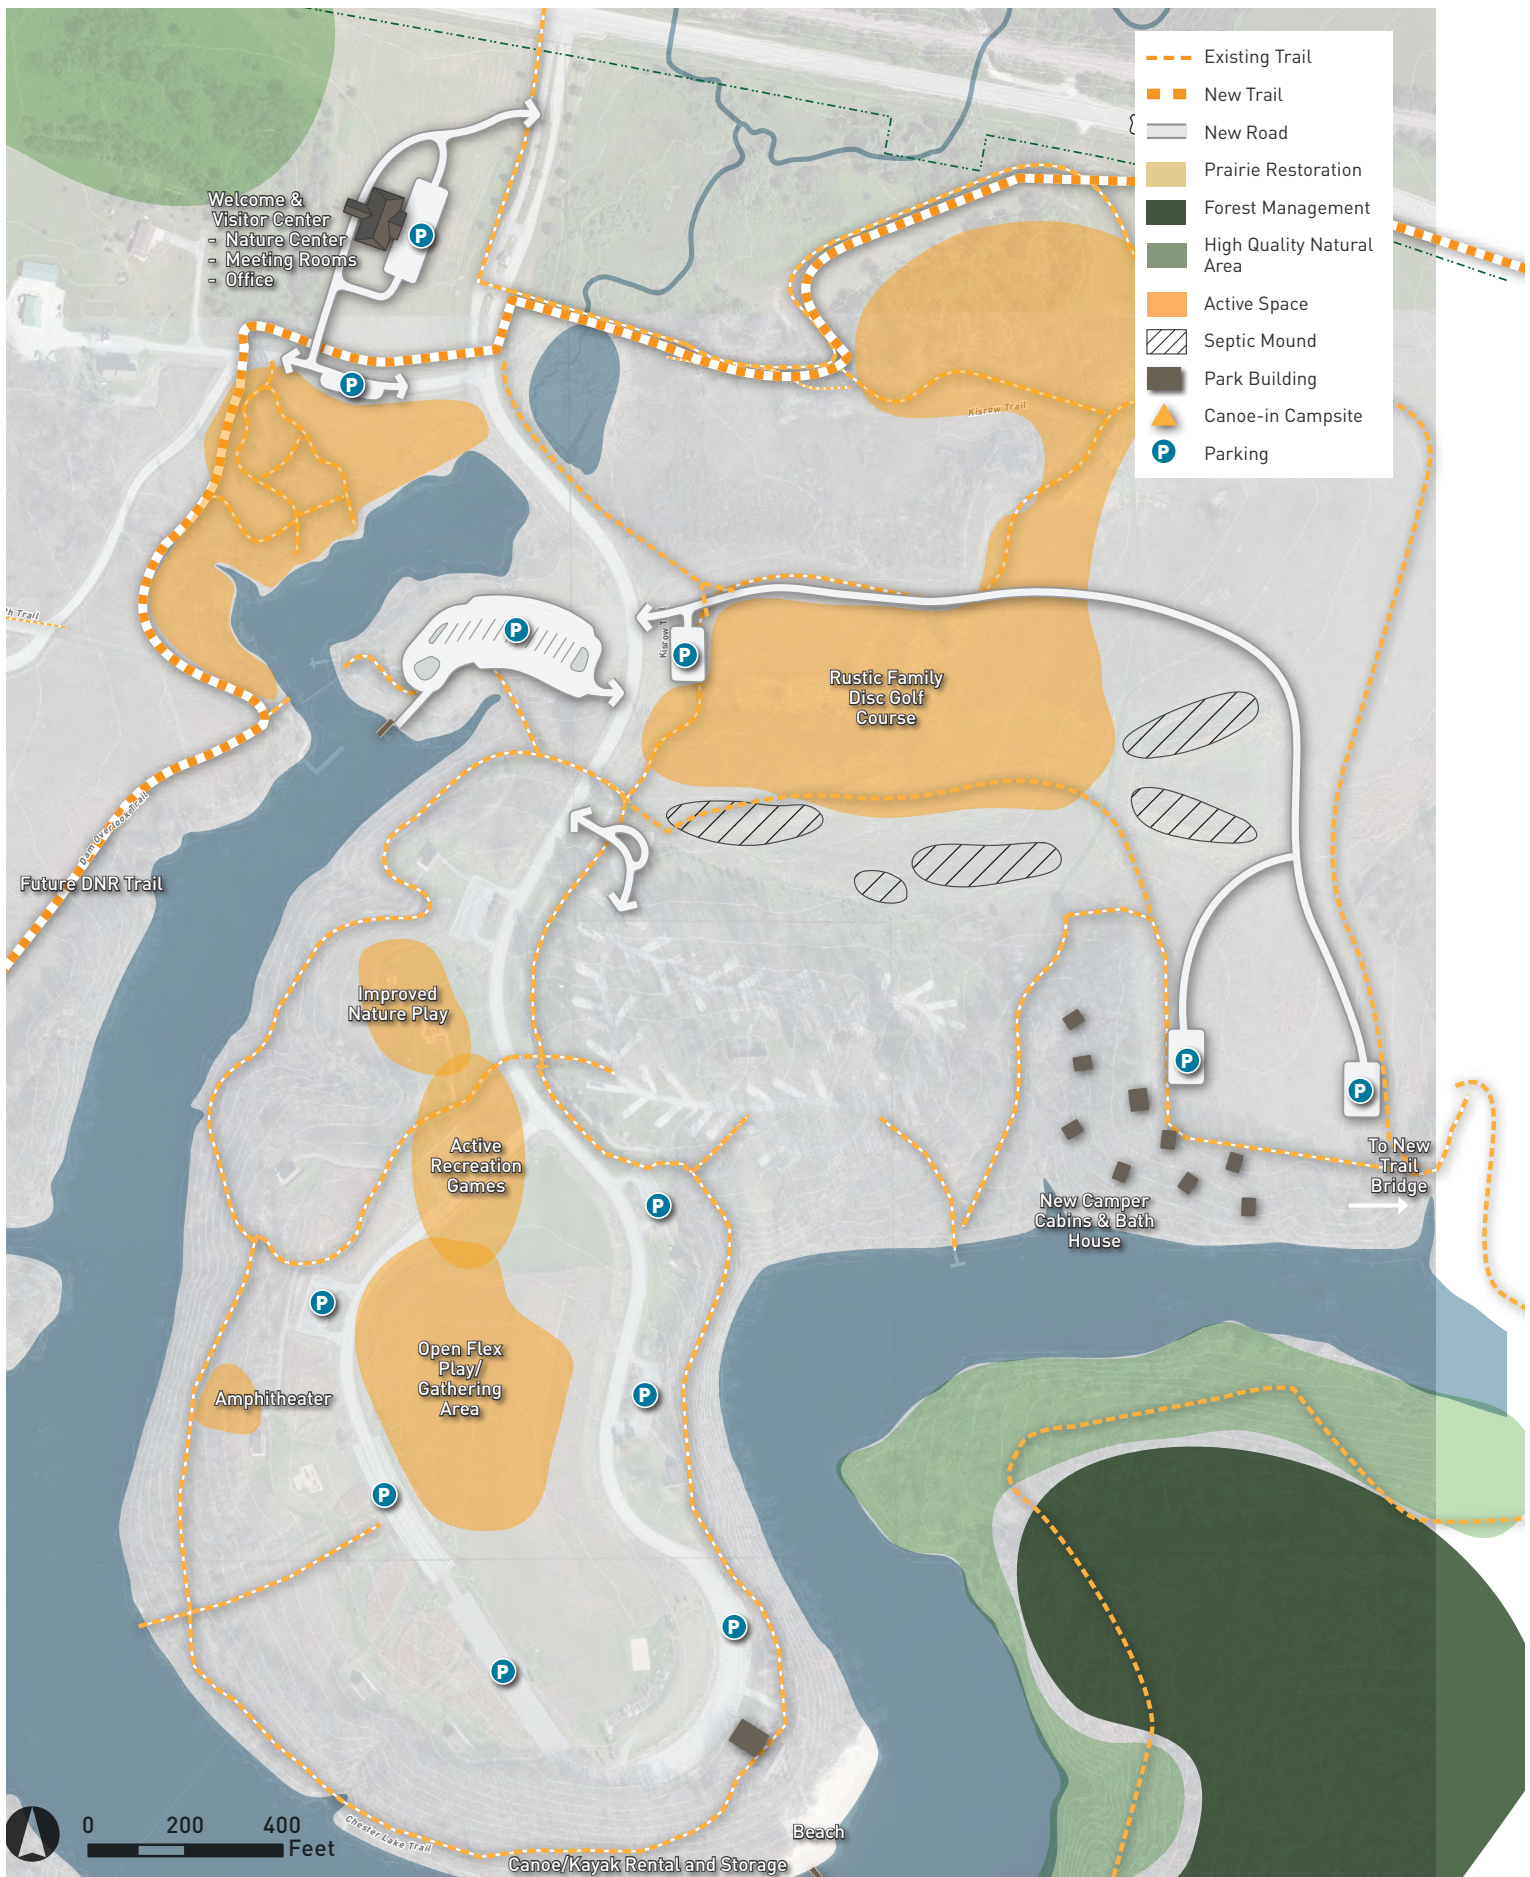 Existing Trail
New Trail
New Road
Prairie Restoration
Forest Management
High Quality Natural
Area
Active Space
Septic Mound
Park Building
Canoe-in Campsite
P Parking
Welcome &
Visitor Center
- Nature Center
- Meeting Rooms
- Office
P
P
Kisrow Trail
Trail
P
P
Kisrow
Rustic Family
Disc Golf
Course
Dam Overlook Trail
Future DNR Trail
Improved
Nature Play
P
P
Active
Recreation
Games
To New
Trail
Bridge
New Camper
Cabins & Bath
House
P
P
Open Flex
Play/
Gathering
Area
Amphitheater
P
P
P
P
0 200 400
Feet
Chester Lake Trail
Beach
Canoe/Kayak Rental and Storage